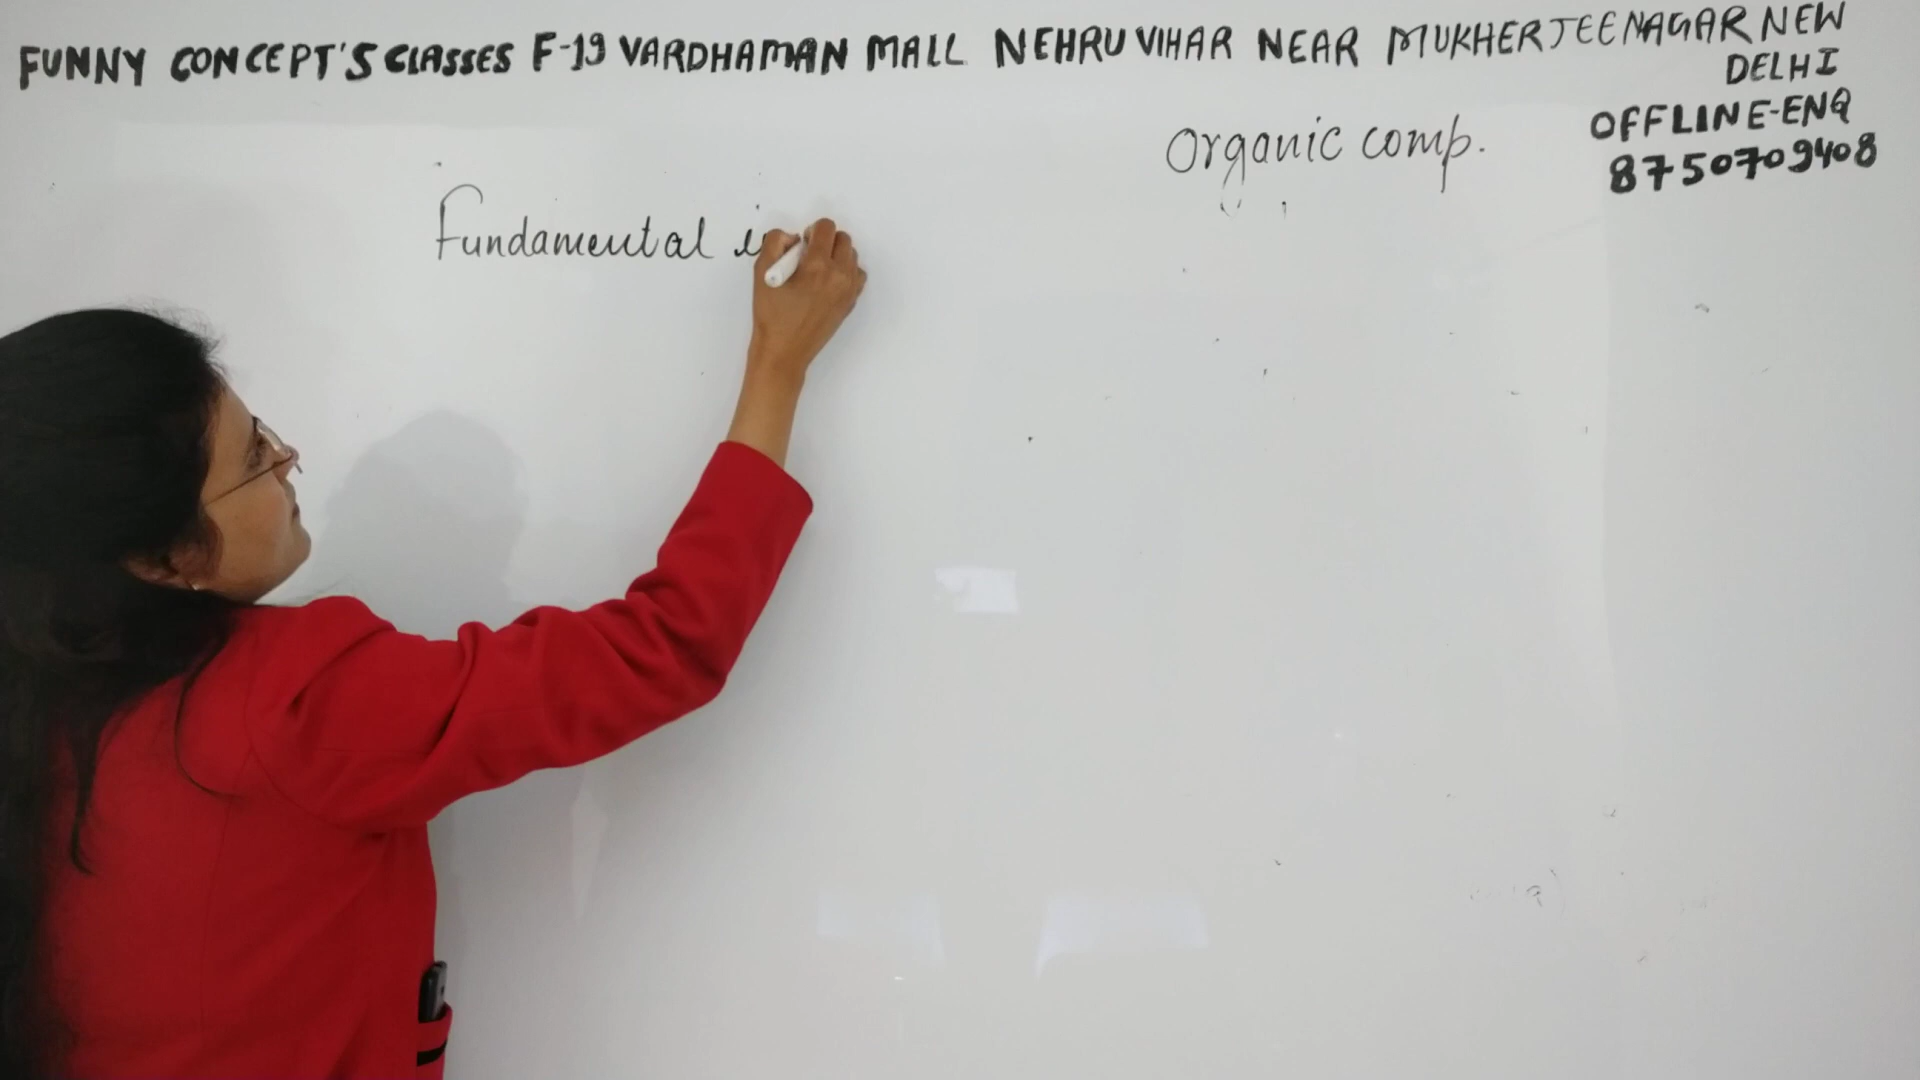 FUNNY CONCEPT'S CLASSES F-19 VARDHAMAN MALL NEHRU VIHAR NEAR MUKHERJEENAGAR NEW
DELHI
OFFLINE-ENQ
8750709408
Organic comp.
Fundamental